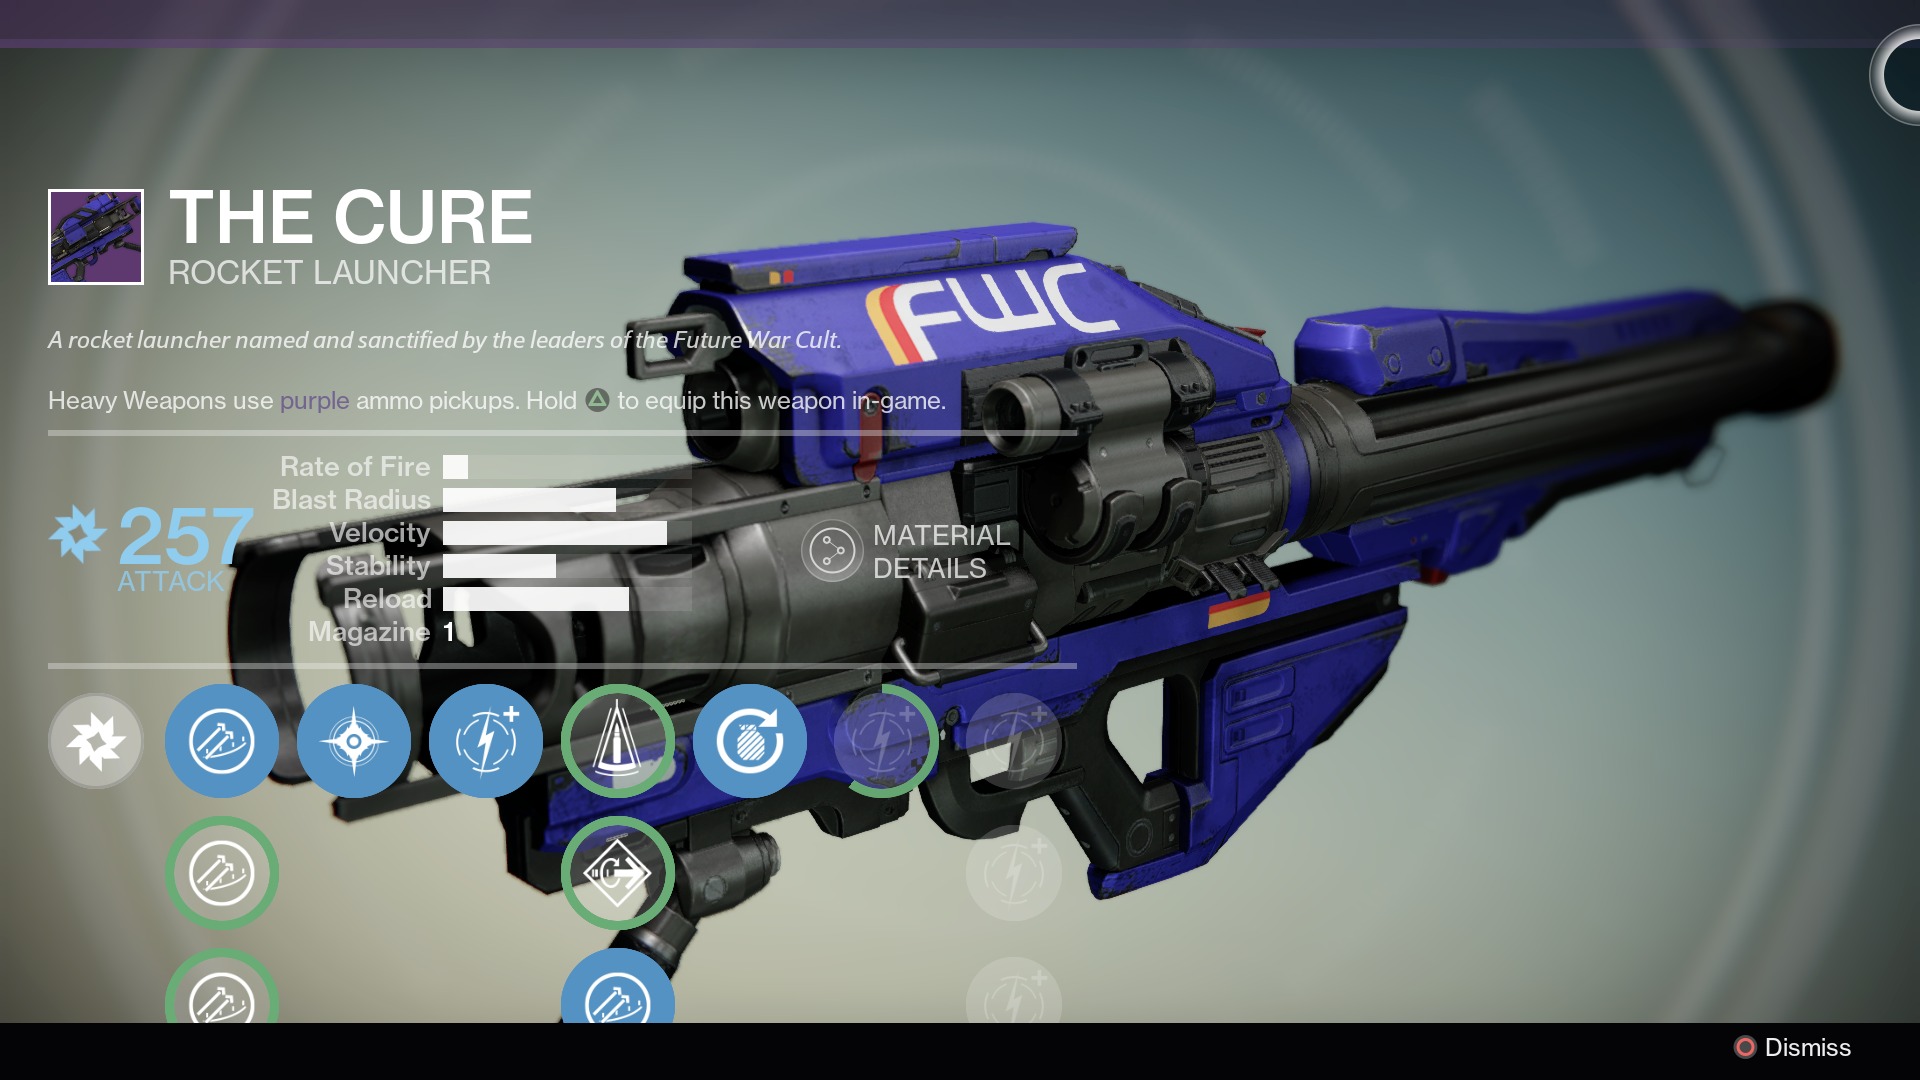 THE CURE
ROCKET LAUNCHER
A rocket launcher named and sanctified by the leaders of the Future War Cult.
Heavy Weapons use purple ammo pickups. Hold to equip this weapon in-game.
257
ATTACK
Rate of Fire
Blast Radius
Velocity
Stability
Reload
Magazine 1
MATERIAL
DETAILS
FWC
Dismiss